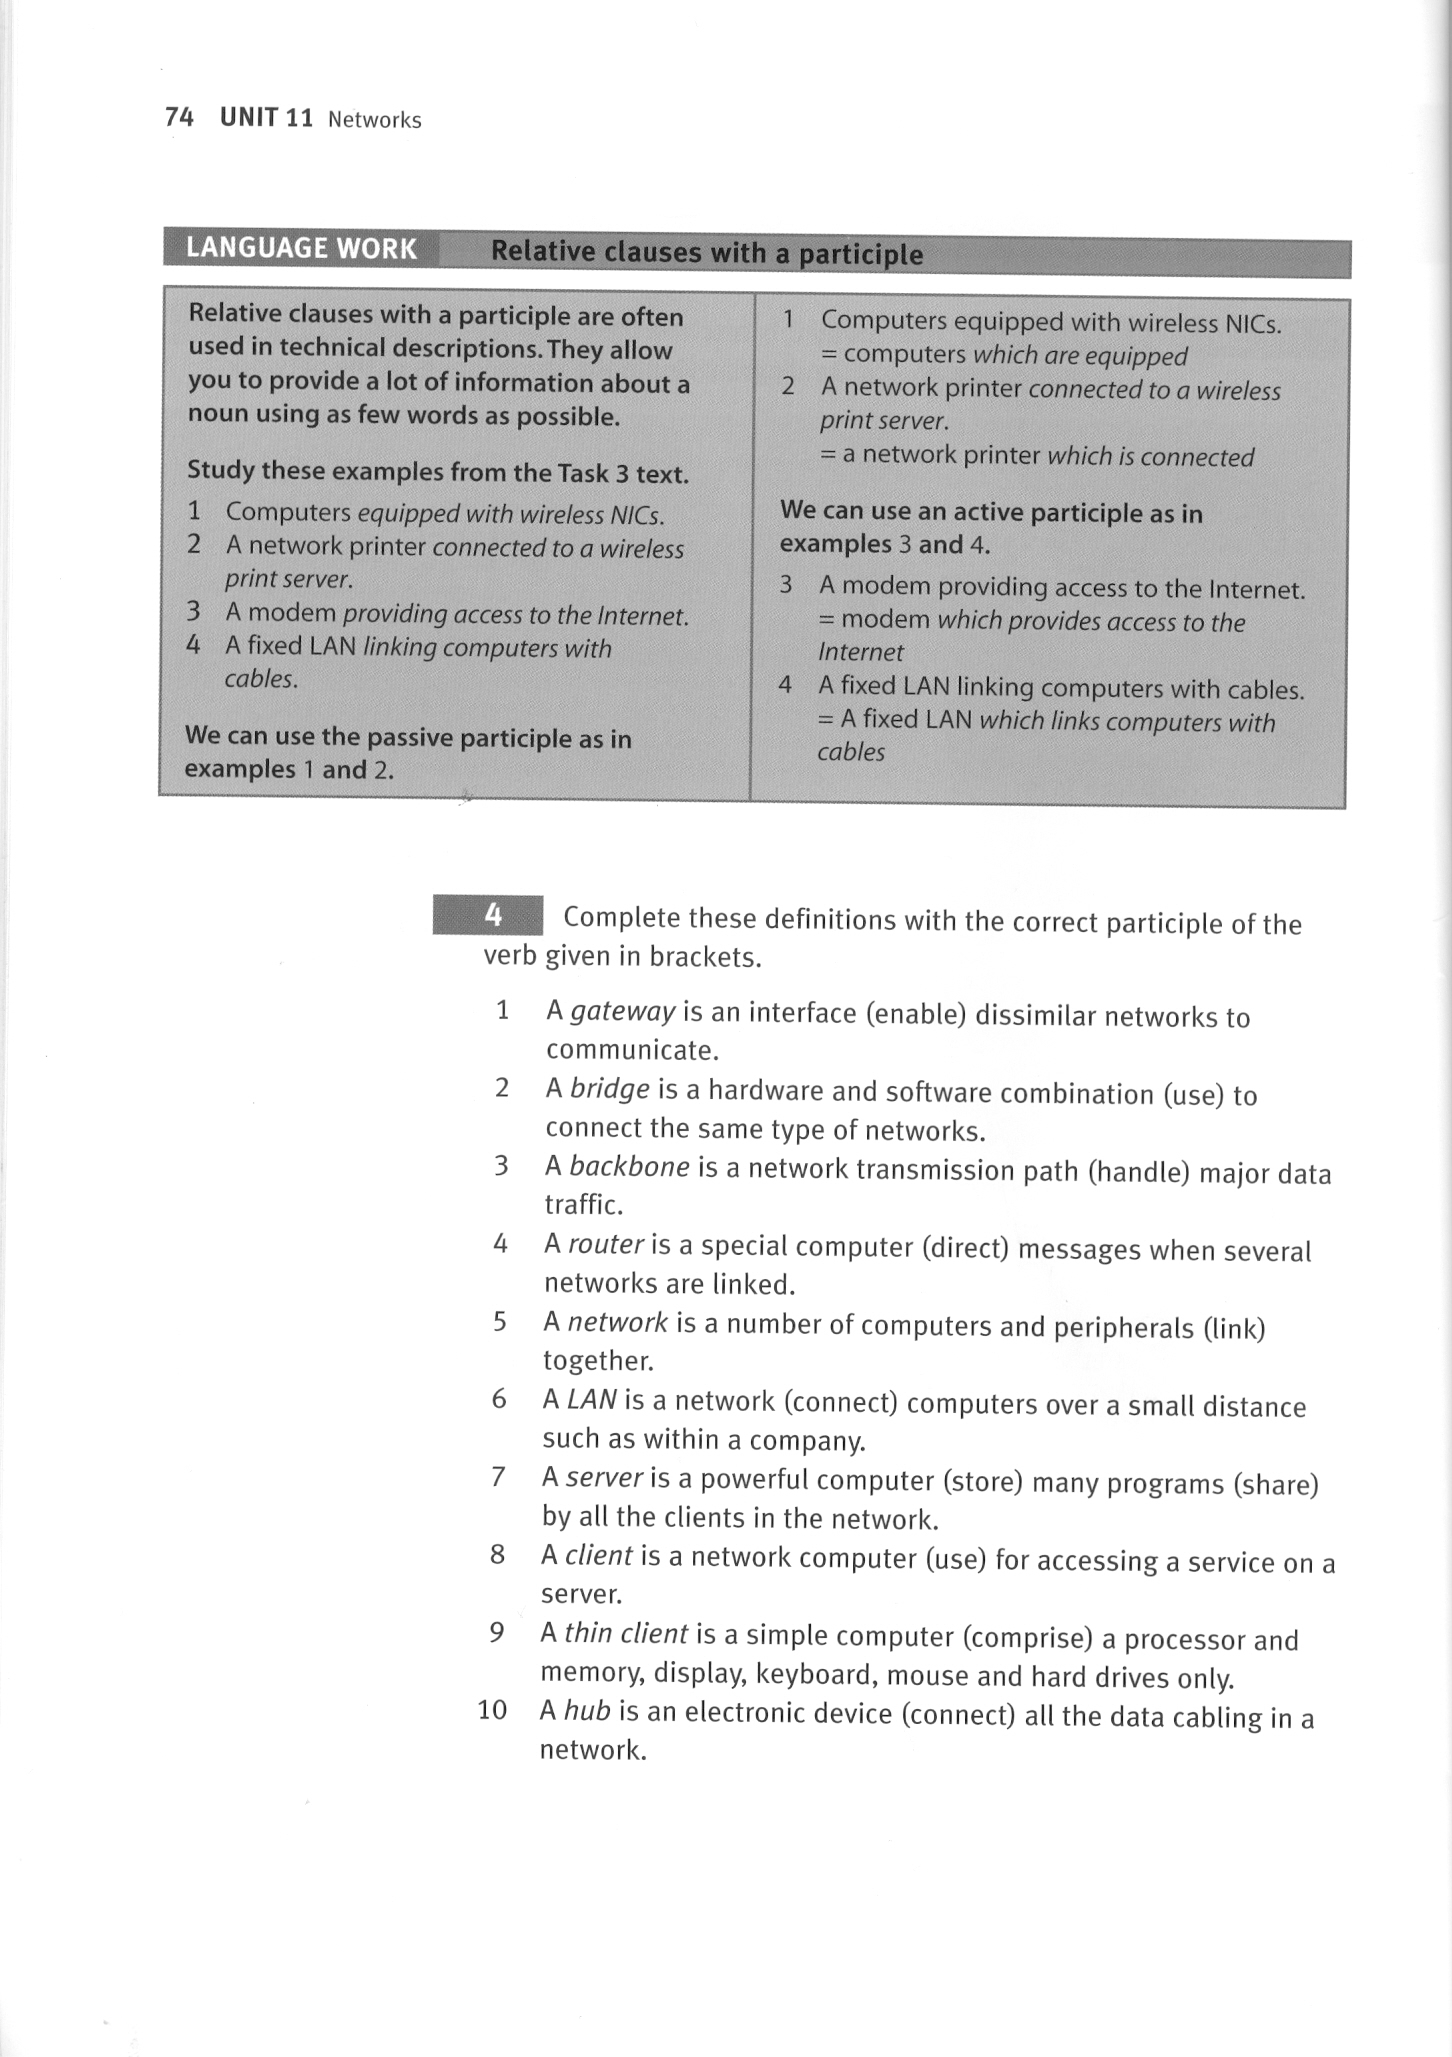 74 UNIT 11 Networks
LANGUAGE WORK Relative clauses with a participle
Relative clauses with a participle are often
used in technical descriptions. They allow
you to provide a lot of information about a
noun using as few words as possible.
Study these examples from the Task 3 text.
1 Computers equipped with wireless NICs.
2 A network printer connected to a wireless
print server.
3 A modem providing access to the Internet.
4 A fixed LAN linking computers with
cables.
We can use the passive participle as in
examples 1 and 2.
1 Computers equipped with wireless NICs.
= computers which are equipped
2 A network printer connected to a wireless
print server.
= a network printer which is connected
We can use an active participle as in
examples 3 and 4.
3 A modem providing access to the Internet.
= modem which provides access to the
Internet
4 A fixed LAN linking computers with cables.
= A fixed LAN which links computers with
cables
4 Complete these definitions with the correct participle of the
verb given in brackets.
1 A gateway is an interface (enable) dissimilar networks to
communicate.
2 A bridge is a hardware and software combination (use) to
connect the same type of networks.
3 A backbone is a network transmission path (handle) major data
traffic.
4 A router is a special computer (direct) messages when several
networks are linked.
5 A network is a number of computers and peripherals (link)
together.
6 A LAN is a network (connect) computers over a small distance
such as within a company.
7 A server is a powerful computer (store) many programs (share)
by all the clients in the network.
8 A client is a network computer (use) for accessing a service on a
server.
9 A thin client is a simple computer (comprise) a processor and
memory, display, keyboard, mouse and hard drives only.
10 A hub is an electronic device (connect) all the data cabling in a
network.